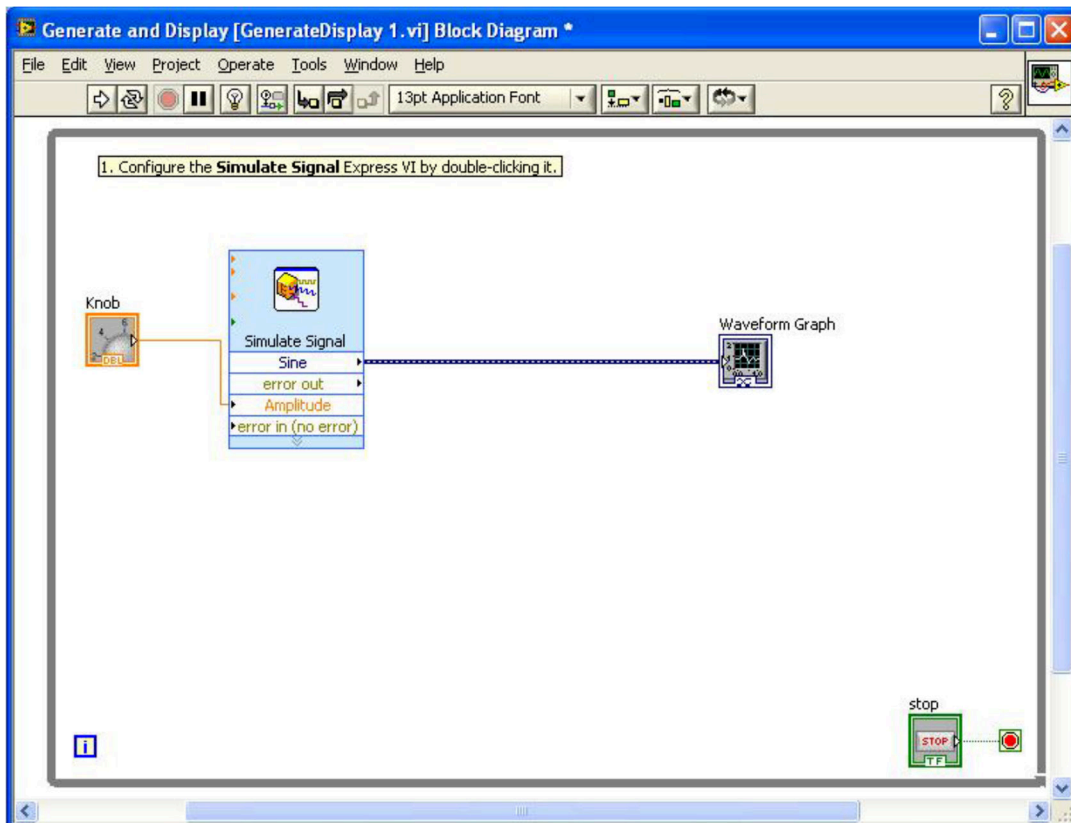 Generate and Display [GenerateDisplay 1.vi] Block Diagram *
File Edit View Project Operate Tools Window Help
13pt Application Font
1. Configure the Simulate Signal Express VI by double-clicking it.
Knob
DBL
Simulate Signal
Sine
error out
Amplitude
error in (no error)
Waveform Graph
stop
STOP
TF
i